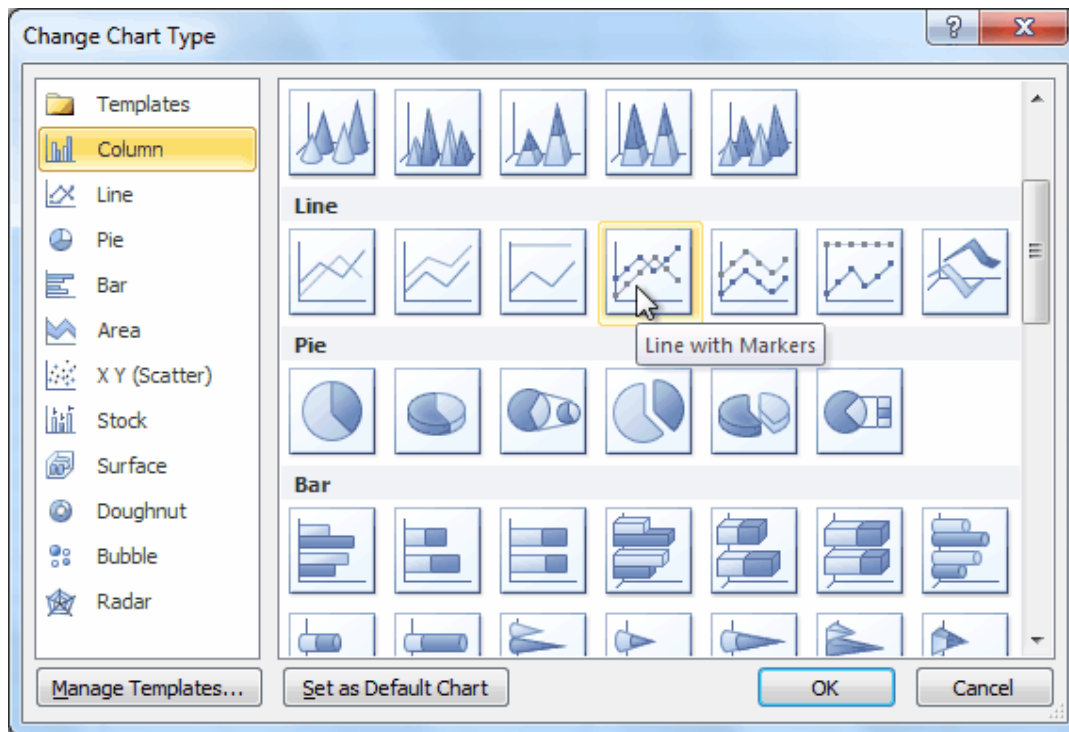 Change Chart Type
Templates
Column
Line
Pie
Bar
Area
X Y (Scatter)
Stock
Surface
Doughnut
Bubble
Radar
Line
Line with Markers
Pie
Bar
Manage Templates...
Set as Default Chart
OK
Cancel